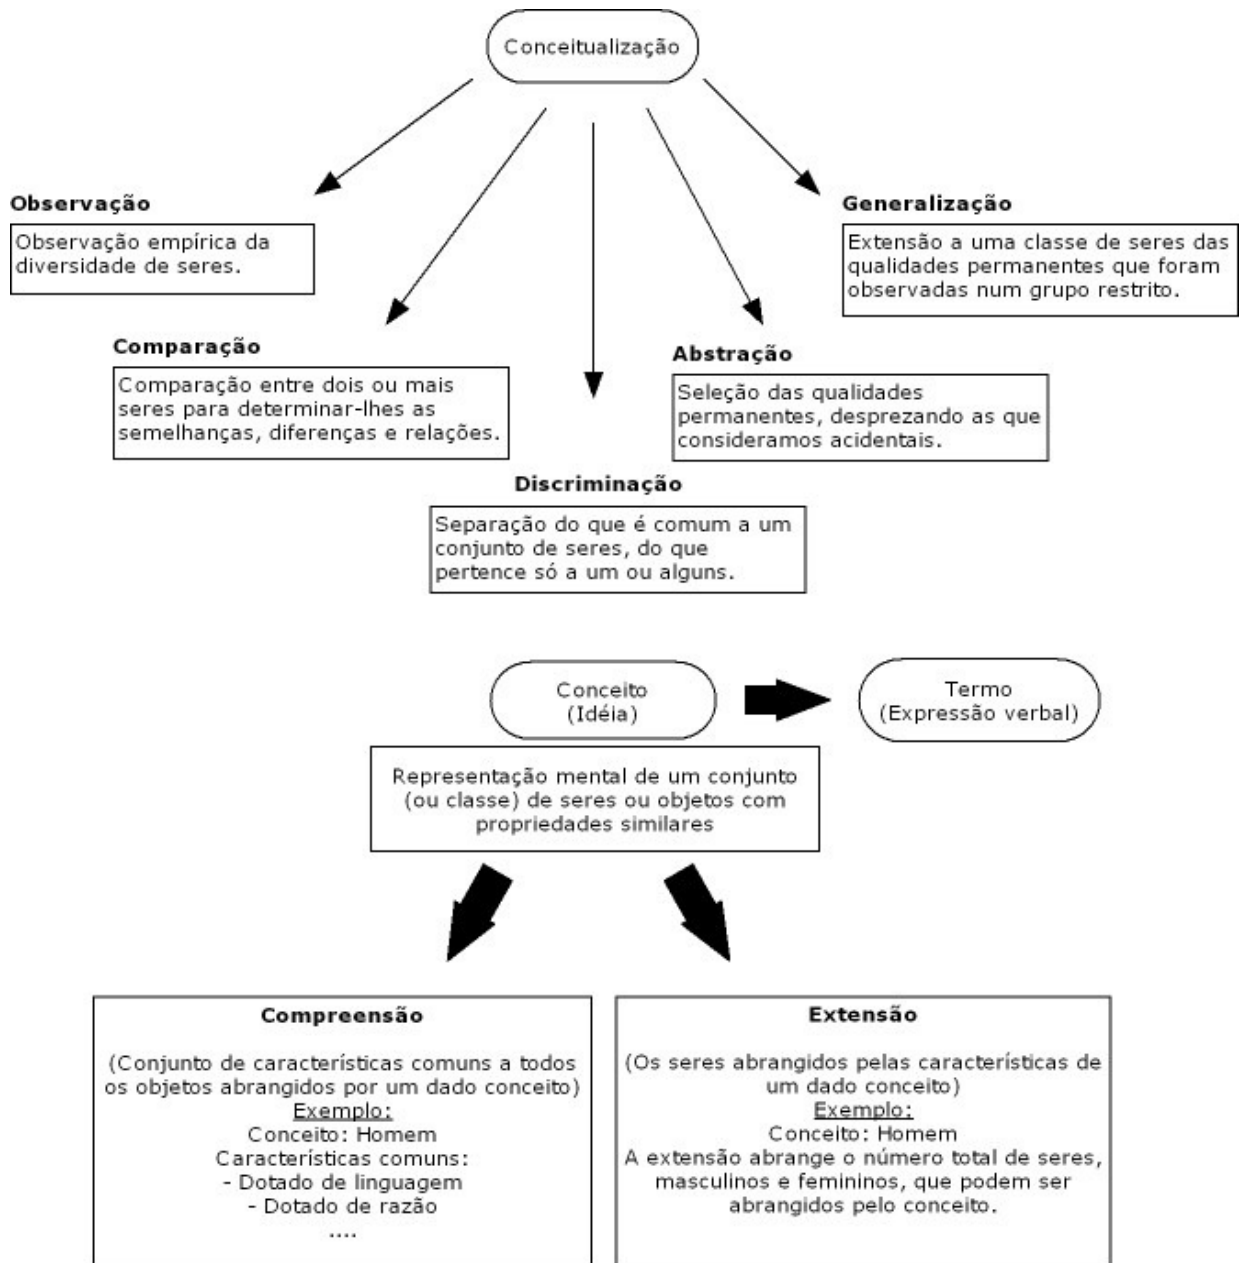 Conceitualização
Observação
Observação empírica da
diversidade de seres.
Generalização
Extensão a uma classe de seres das
qualidades permanentes que foram
observadas num grupo restrito.
Comparação
Comparação entre dois ou mais
seres para determinar-lhes as
semelhanças, diferenças e relações.
Abstração
Seleção das qualidades
permanentes, desprezando as que
consideramos acidentais.
Discriminação
Separação do que é comum a um
conjunto de seres, do que
pertence só a um ou alguns.
Conceito
(Idéia)
Termo
(Expressão verbal)
Representação mental de um conjunto
(ou classe) de seres ou objetos com
propriedades similares
Compreensão
(Conjunto de características comuns a todos
os objetos abrangidos por um dado conceito)
Exemplo:
Conceito: Homem
Características comuns:
- Dotado de linguagem
- Dotado de razão
....
Extensão
(Os seres abrangidos pelas características de
um dado conceito)
Exemplo:
Conceito: Homem
A extensão abrange o número total de seres,
masculinos e femininos, que podem ser
abrangidos pelo conceito.